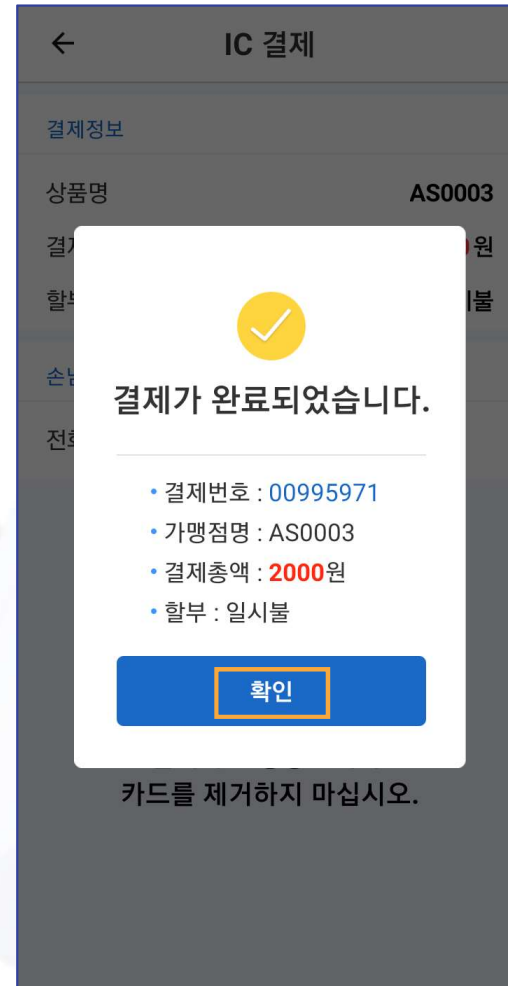 IC 결제
결제정보
상품명 AS0003
원
결제가 완료되었습니다.
• 결제번호 : 00995971
• 가맹점명 : AS0003
• 결제총액 : 2000원
• 할부 : 일시불
확인
카드를 제거하지 마십시오.